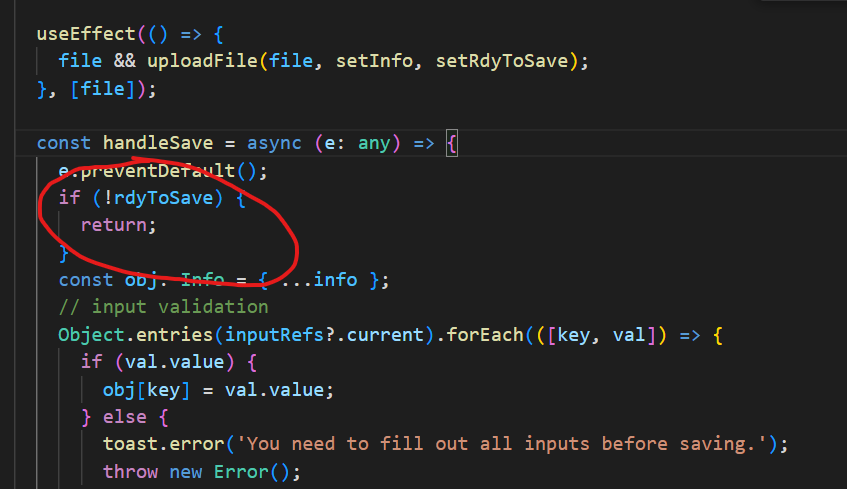 useEffect(() => {
file && uploadFile(file, setInfo, setRdyToSave);
}, [file]);
const handleSave = async (e: any) => {
e.preventDefault();
if (!rdyToSave) {
return;
}
const obj: Info = { ...info };
// input validation
Object.entries(inputRefs?.current).forEach(([key, val]) => {
if (val.value) {
obj[key] = val.value;
} else {
toast.error('You need to fill out all inputs before saving.');
throw new Error();